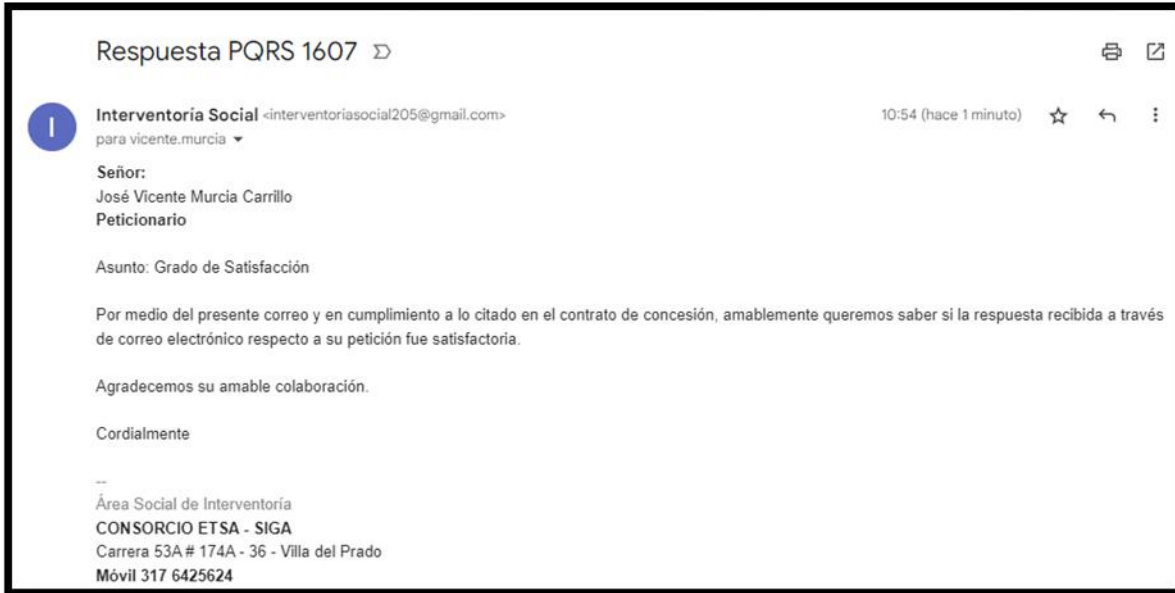 Respuesta PQRS 1607
I
Interventoría Social <interventoriasocial205@gmail.com>
10:54 (hace 1 minuto)
para vicente.murcia
Señor:
José Vicente Murcia Carrillo
Peticionario
Asunto: Grado de Satisfacción
Por medio del presente correo y en cumplimiento a lo citado en el contrato de concesión, amablemente queremos saber si la respuesta recibida a través
de correo electrónico respecto a su petición fue satisfactoria.
Agradecemos su amable colaboración.
Cordialmente
--
Área Social de Interventoría
CONSORCIO ETSA - SIGA
Carrera 53A # 174A - 36 - Villa del Prado
Móvil 317 6425624